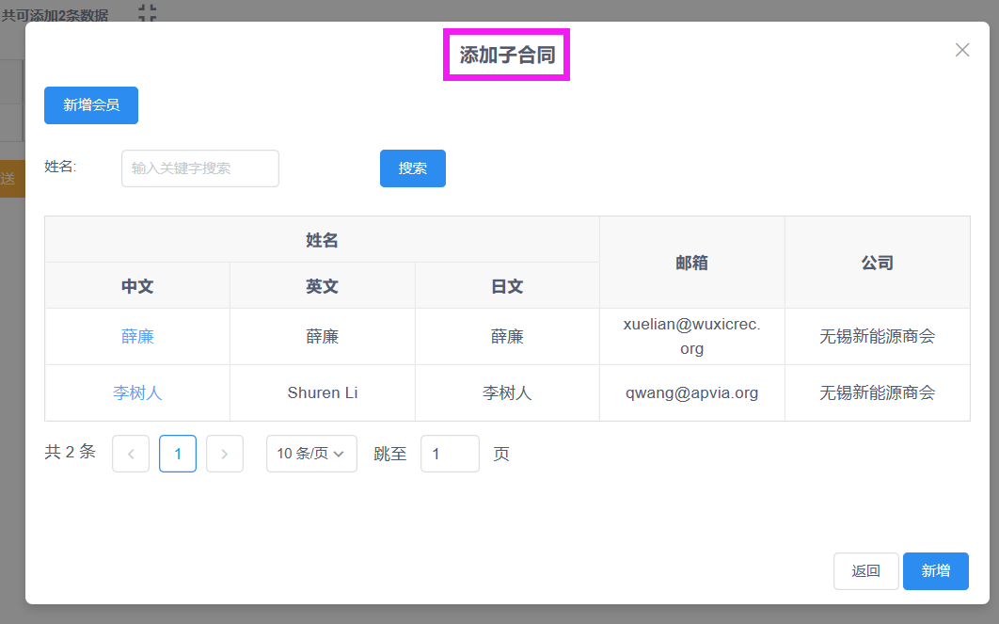 共可添加2条数据
添加子合同
新增会员
姓名:
输入关键字搜索
搜索
送
姓名
邮箱
公司
中文
英文
日文
薛廉
薛廉
薛廉
xuelian@wuxicrec.
org
无锡新能源商会
李树人
Shuren Li
李树人
qwang@apvia.org
无锡新能源商会
共 2 条
1
10 条/页
跳至
1
页
返回
新增